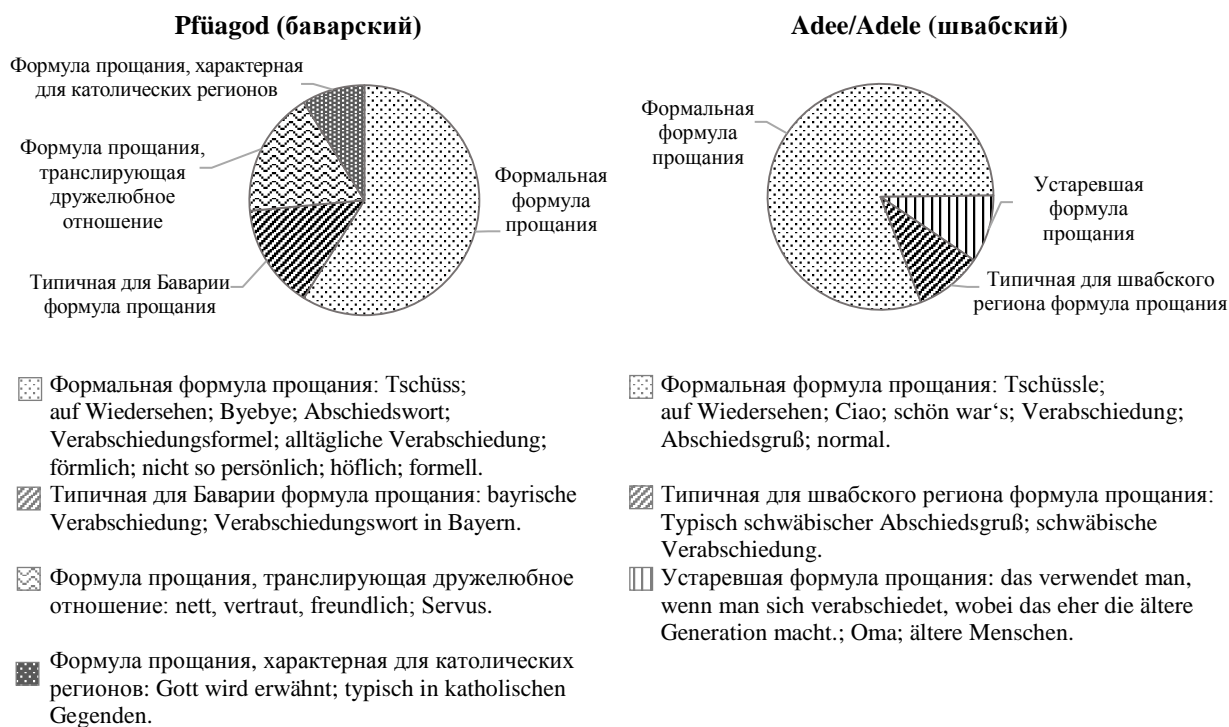 Pfüagod (баварский)
Формула прощания, характерная
для католических регионов
Формула прощания,
транслирующая
дружелюбное
отношение
Типичная для Баварии
формула прощания
Формальная
формула
прощания
Формальная формула прощания: Tschüss;
auf Wiedersehen; Byebye; Abschiedswort;
Verabschiedungsformel; alltägliche Verabschiedung;
förmlich; nicht so persönlich; höflich; formell.
Типичная для Баварии формула прощания: bayrische
Verabschiedung; Verabschiedungswort in Bayern.
Формула прощания, транслирующая дружелюбное
отношение: nett, vertraut, freundlich; Servus.
Формула прощания, характерная для католических
регионов: Gott wird erwähnt; typisch in katholischen
Gegenden.
Adee/Adele (швабский)
Формальная
формула
прощания
Устаревшая
формула
прощания
Типичная для швабского
региона формула прощания
Формальная формула прощания: Tschüssle;
auf Wiedersehen; Ciao; schön war‘s; Verabschiedung;
Abschiedsgruß; normal.
Типичная для швабского региона формула прощания:
Typisch schwäbischer Abschiedsgruß; schwäbische
Verabschiedung.
Устаревшая формула прощания: das verwendet man,
wenn man sich verabschiedet, wobei das eher die ältere
Generation macht.; Oma; ältere Menschen.